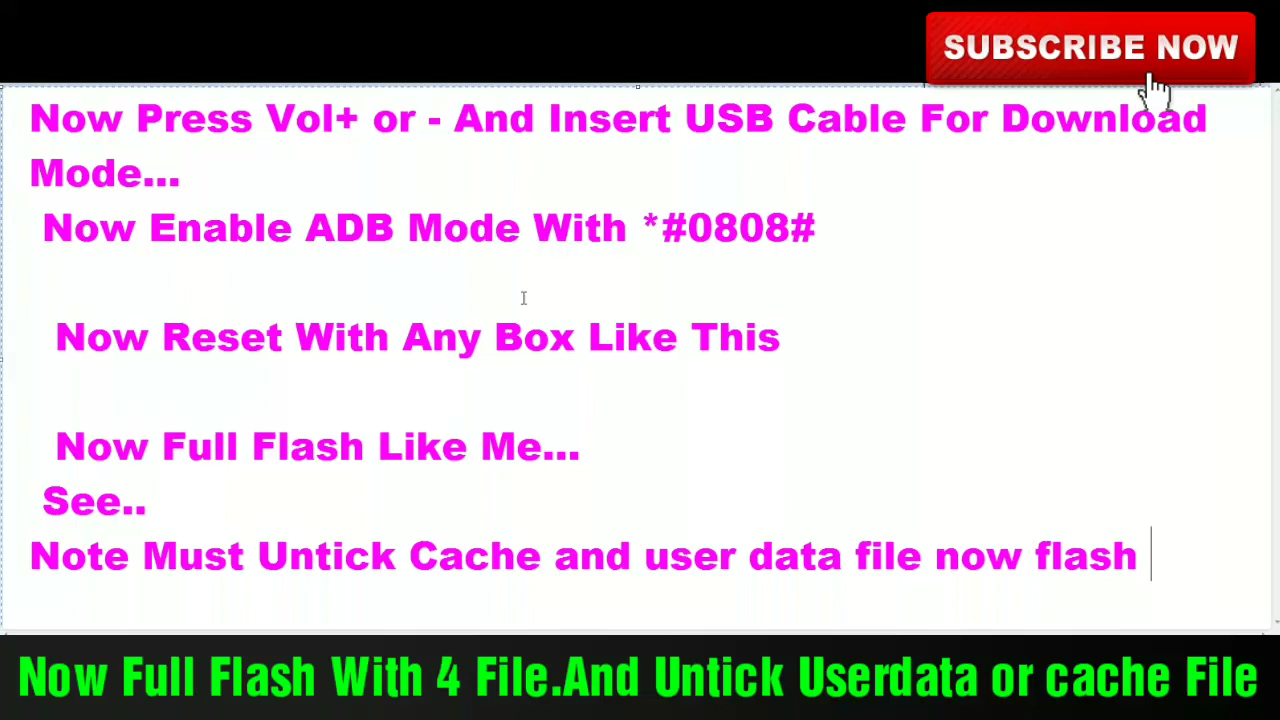 SUBSCRIBE NOW
Now Press Vol+ or - And Insert USB Cable For Download
Mode...
Now Enable ADB Mode With *#0808#
Now Reset With Any Box Like This
Now Full Flash Like Me...
See..
Note Must Untick Cache and user data file now flash
Now Full Flash With 4 File.And Untick Userdata or cache File